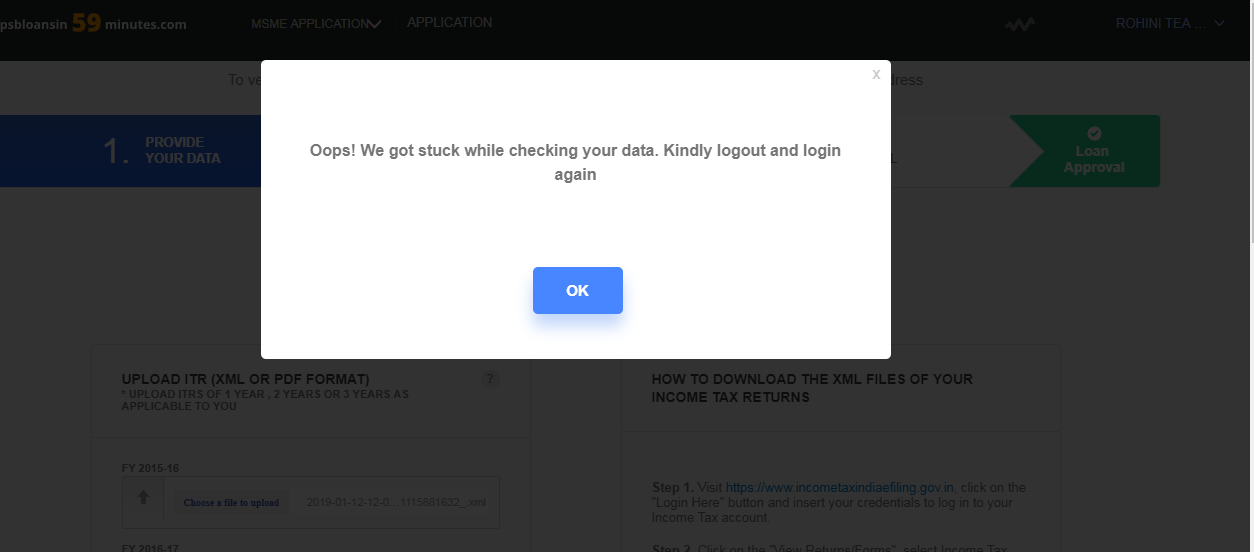 psbloansin 59 minutes.com
MSME APPLICATION
APPLICATION
ROHINI TEA ...
To ve
dress
X
1. PROVIDE
YOUR DATA
Oops! We got stuck while checking your data. Kindly logout and login
again
OK
Loan
Approval
UPLOAD ITR (XML OR PDF FORMAT)
?
* UPLOAD ITRS OF 1 YEAR , 2 YEARS OR 3 YEARS AS
APPLICABLE TO YOU
FY 2015-16
Choose a file to upload
2019-01-12-12-0....1115881632_.xml
FY 2016-17
HOW TO DOWNLOAD THE XML FILES OF YOUR
INCOME TAX RETURNS
Step 1. Visit https://www.incometaxindiaefiling.gov.in, click on the
"Login Here" button and insert your credentials to log in to your
Income Tax account.
Step 2. Click on the "View Returns/Forms", select Income Tax